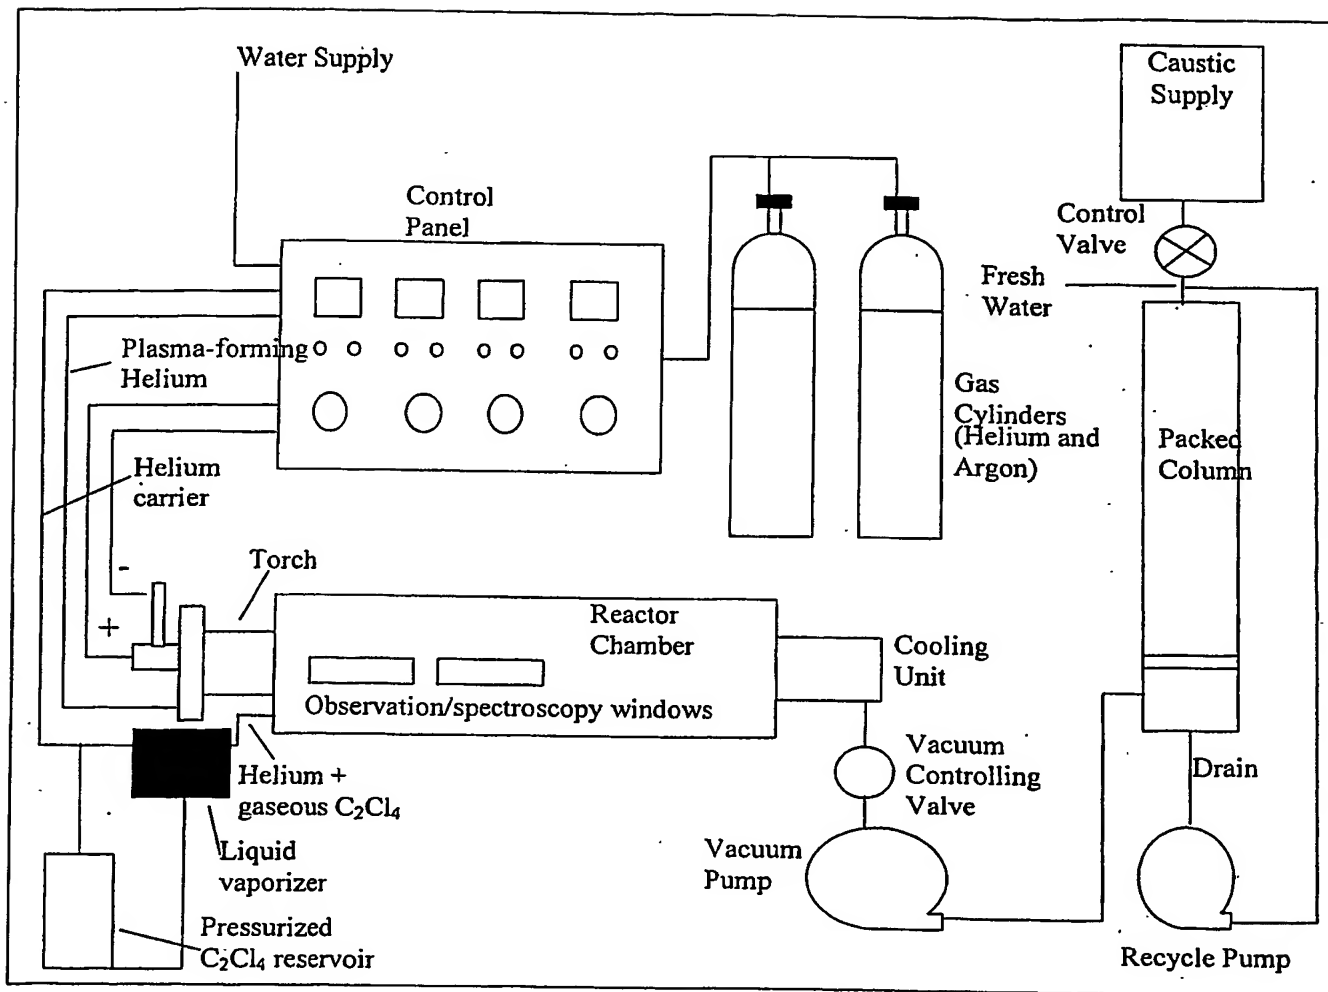 Water Supply
Caustic
Supply
Control
Panel
Control
Valve
Fresh
Water
Plasma-forming
Helium
Gas
Cylinders
(Helium and
Argon)
Packed
Column
Helium
carrier
Torch
-
+
Reactor
Chamber
Cooling
Unit
Observation/spectroscopy windows
Helium +
gaseous C₂Cl₄
Vacuum
Controlling
Valve
Drain
Liquid
vaporizer
Vacuum
Pump
Pressurized
C₂Cl₄ reservoir
Recycle Pump